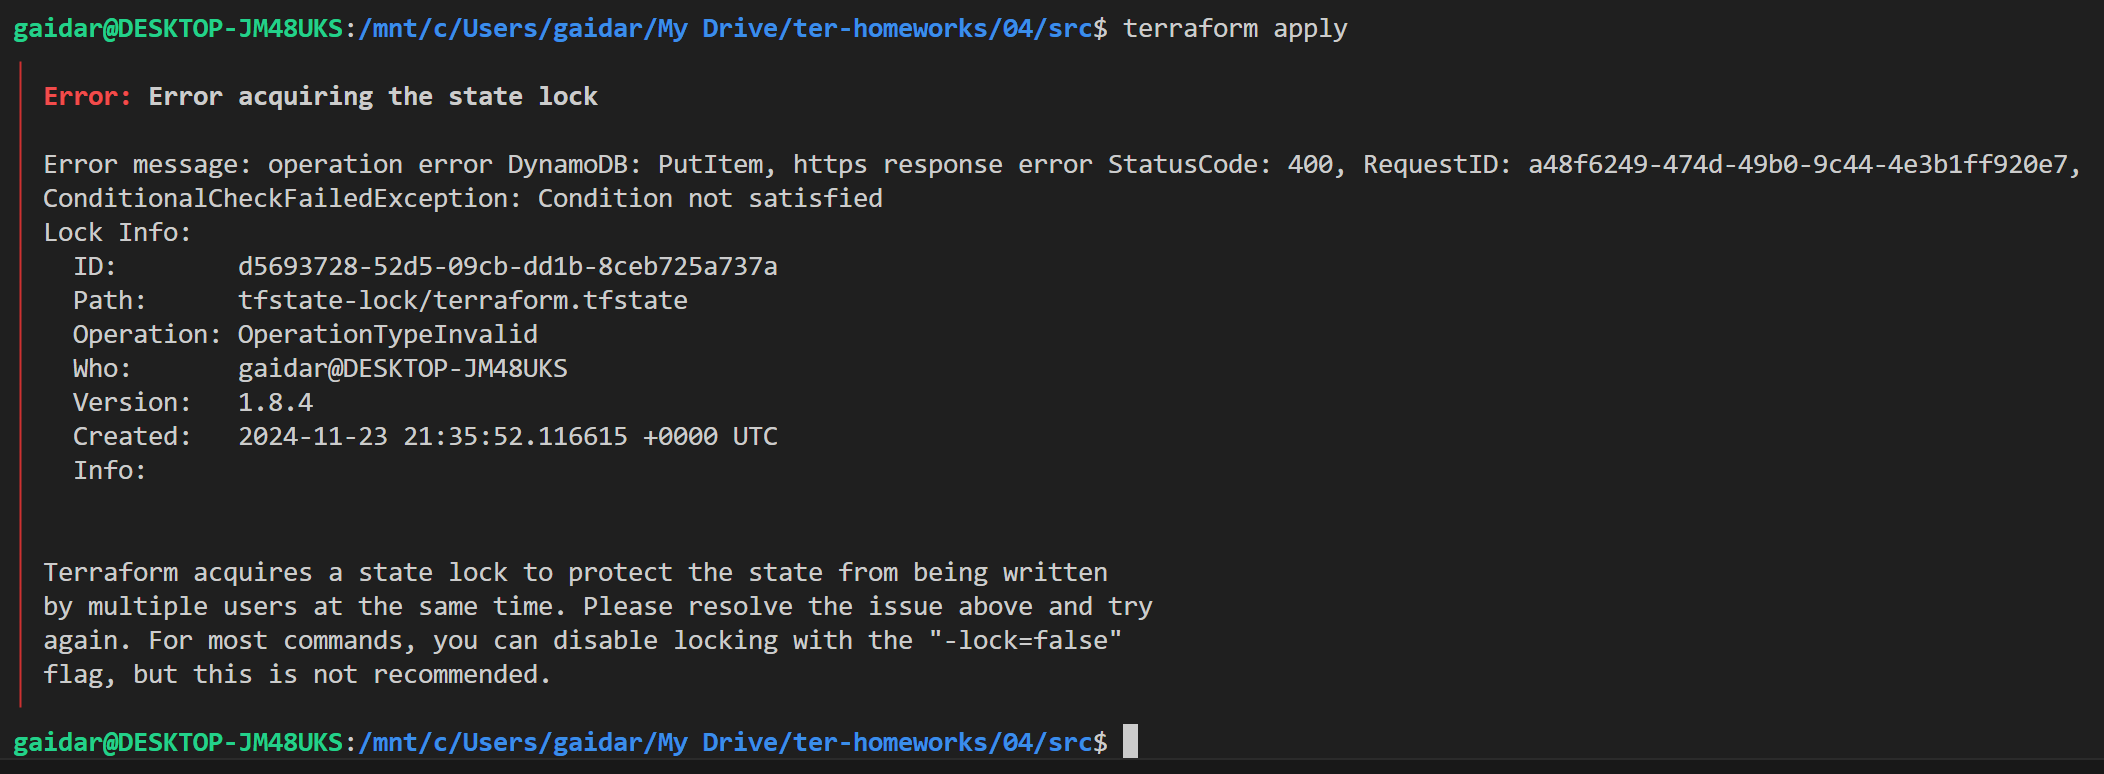 gaidar@DESKTOP-JM48UKS:/mnt/c/Users/gaidar/My Drive/ter-homeworks/04/src$ terraform apply
Error: Error acquiring the state lock
Error message: operation error DynamoDB: PutItem, https response error StatusCode: 400, RequestID: a48f6249-474d-49b0-9c44-4e3b1ff920e7,
ConditionalCheckFailedException: Condition not satisfied
Lock Info:
  ID:        d5693728-52d5-09cb-dd1b-8ceb725a737a
  Path:      tfstate-lock/terraform.tfstate
  Operation: OperationTypeInvalid
  Who:       gaidar@DESKTOP-JM48UKS
  Version:   1.8.4
  Created:   2024-11-23 21:35:52.116615 +0000 UTC
  Info:
Terraform acquires a state lock to protect the state from being written
by multiple users at the same time. Please resolve the issue above and try
again. For most commands, you can disable locking with the "-lock=false"
flag, but this is not recommended.
gaidar@DESKTOP-JM48UKS:/mnt/c/Users/gaidar/My Drive/ter-homeworks/04/src$